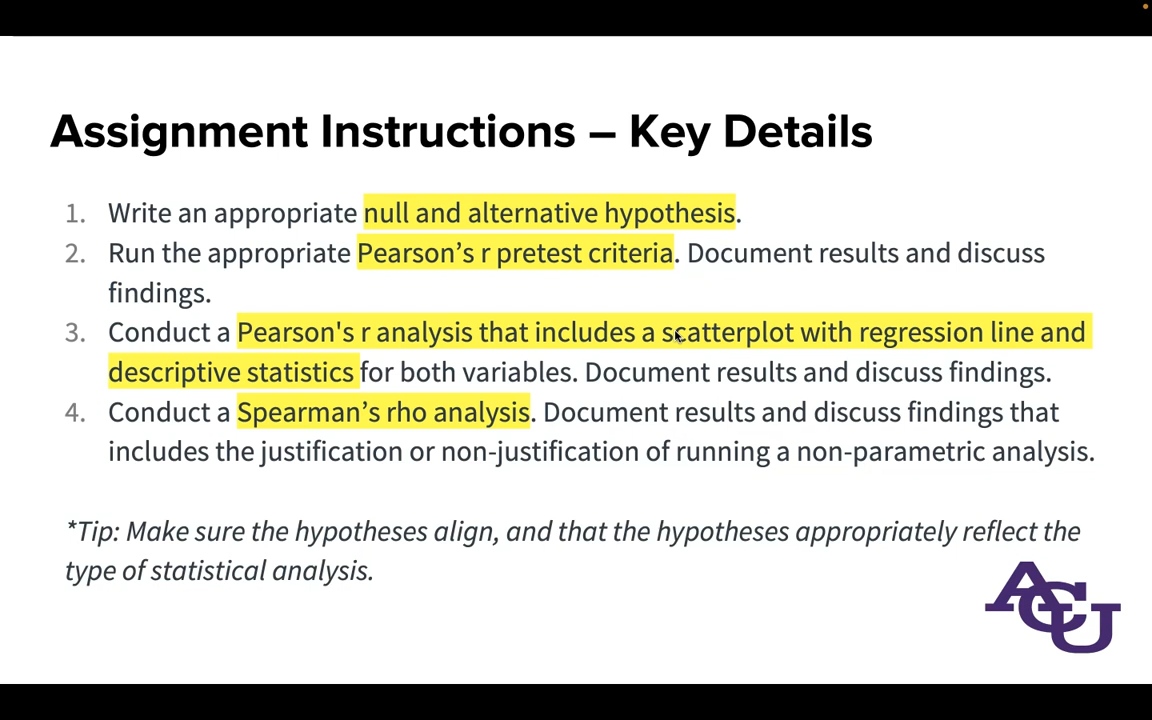 Assignment Instructions – Key Details
1. Write an appropriate null and alternative hypothesis.
2. Run the appropriate Pearson’s r pretest criteria. Document results and discuss
findings.
3. Conduct a Pearson's r analysis that includes a scatterplot with regression line and
descriptive statistics for both variables. Document results and discuss findings.
4. Conduct a Spearman’s rho analysis. Document results and discuss findings that
includes the justification or non-justification of running a non-parametric analysis.
*Tip: Make sure the hypotheses align, and that the hypotheses appropriately reflect the
type of statistical analysis.
ACU